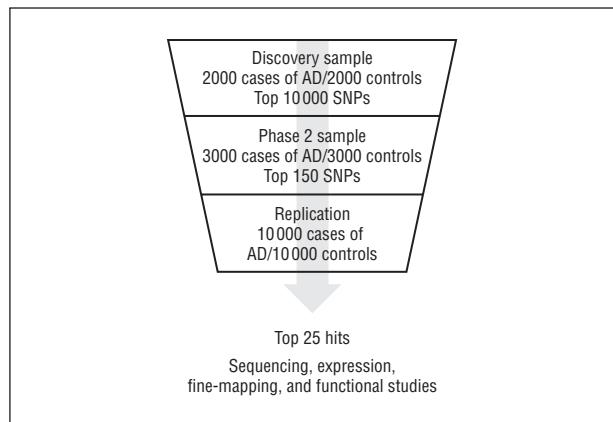 Discovery sample
2000 cases of AD/2000 controls
Top 10 000 SNPs
Phase 2 sample
3000 cases of AD/3000 controls
Top 150 SNPs
Replication
10 000 cases of
AD/10 000 controls
Top 25 hits
Sequencing, expression,
fine-mapping, and functional studies